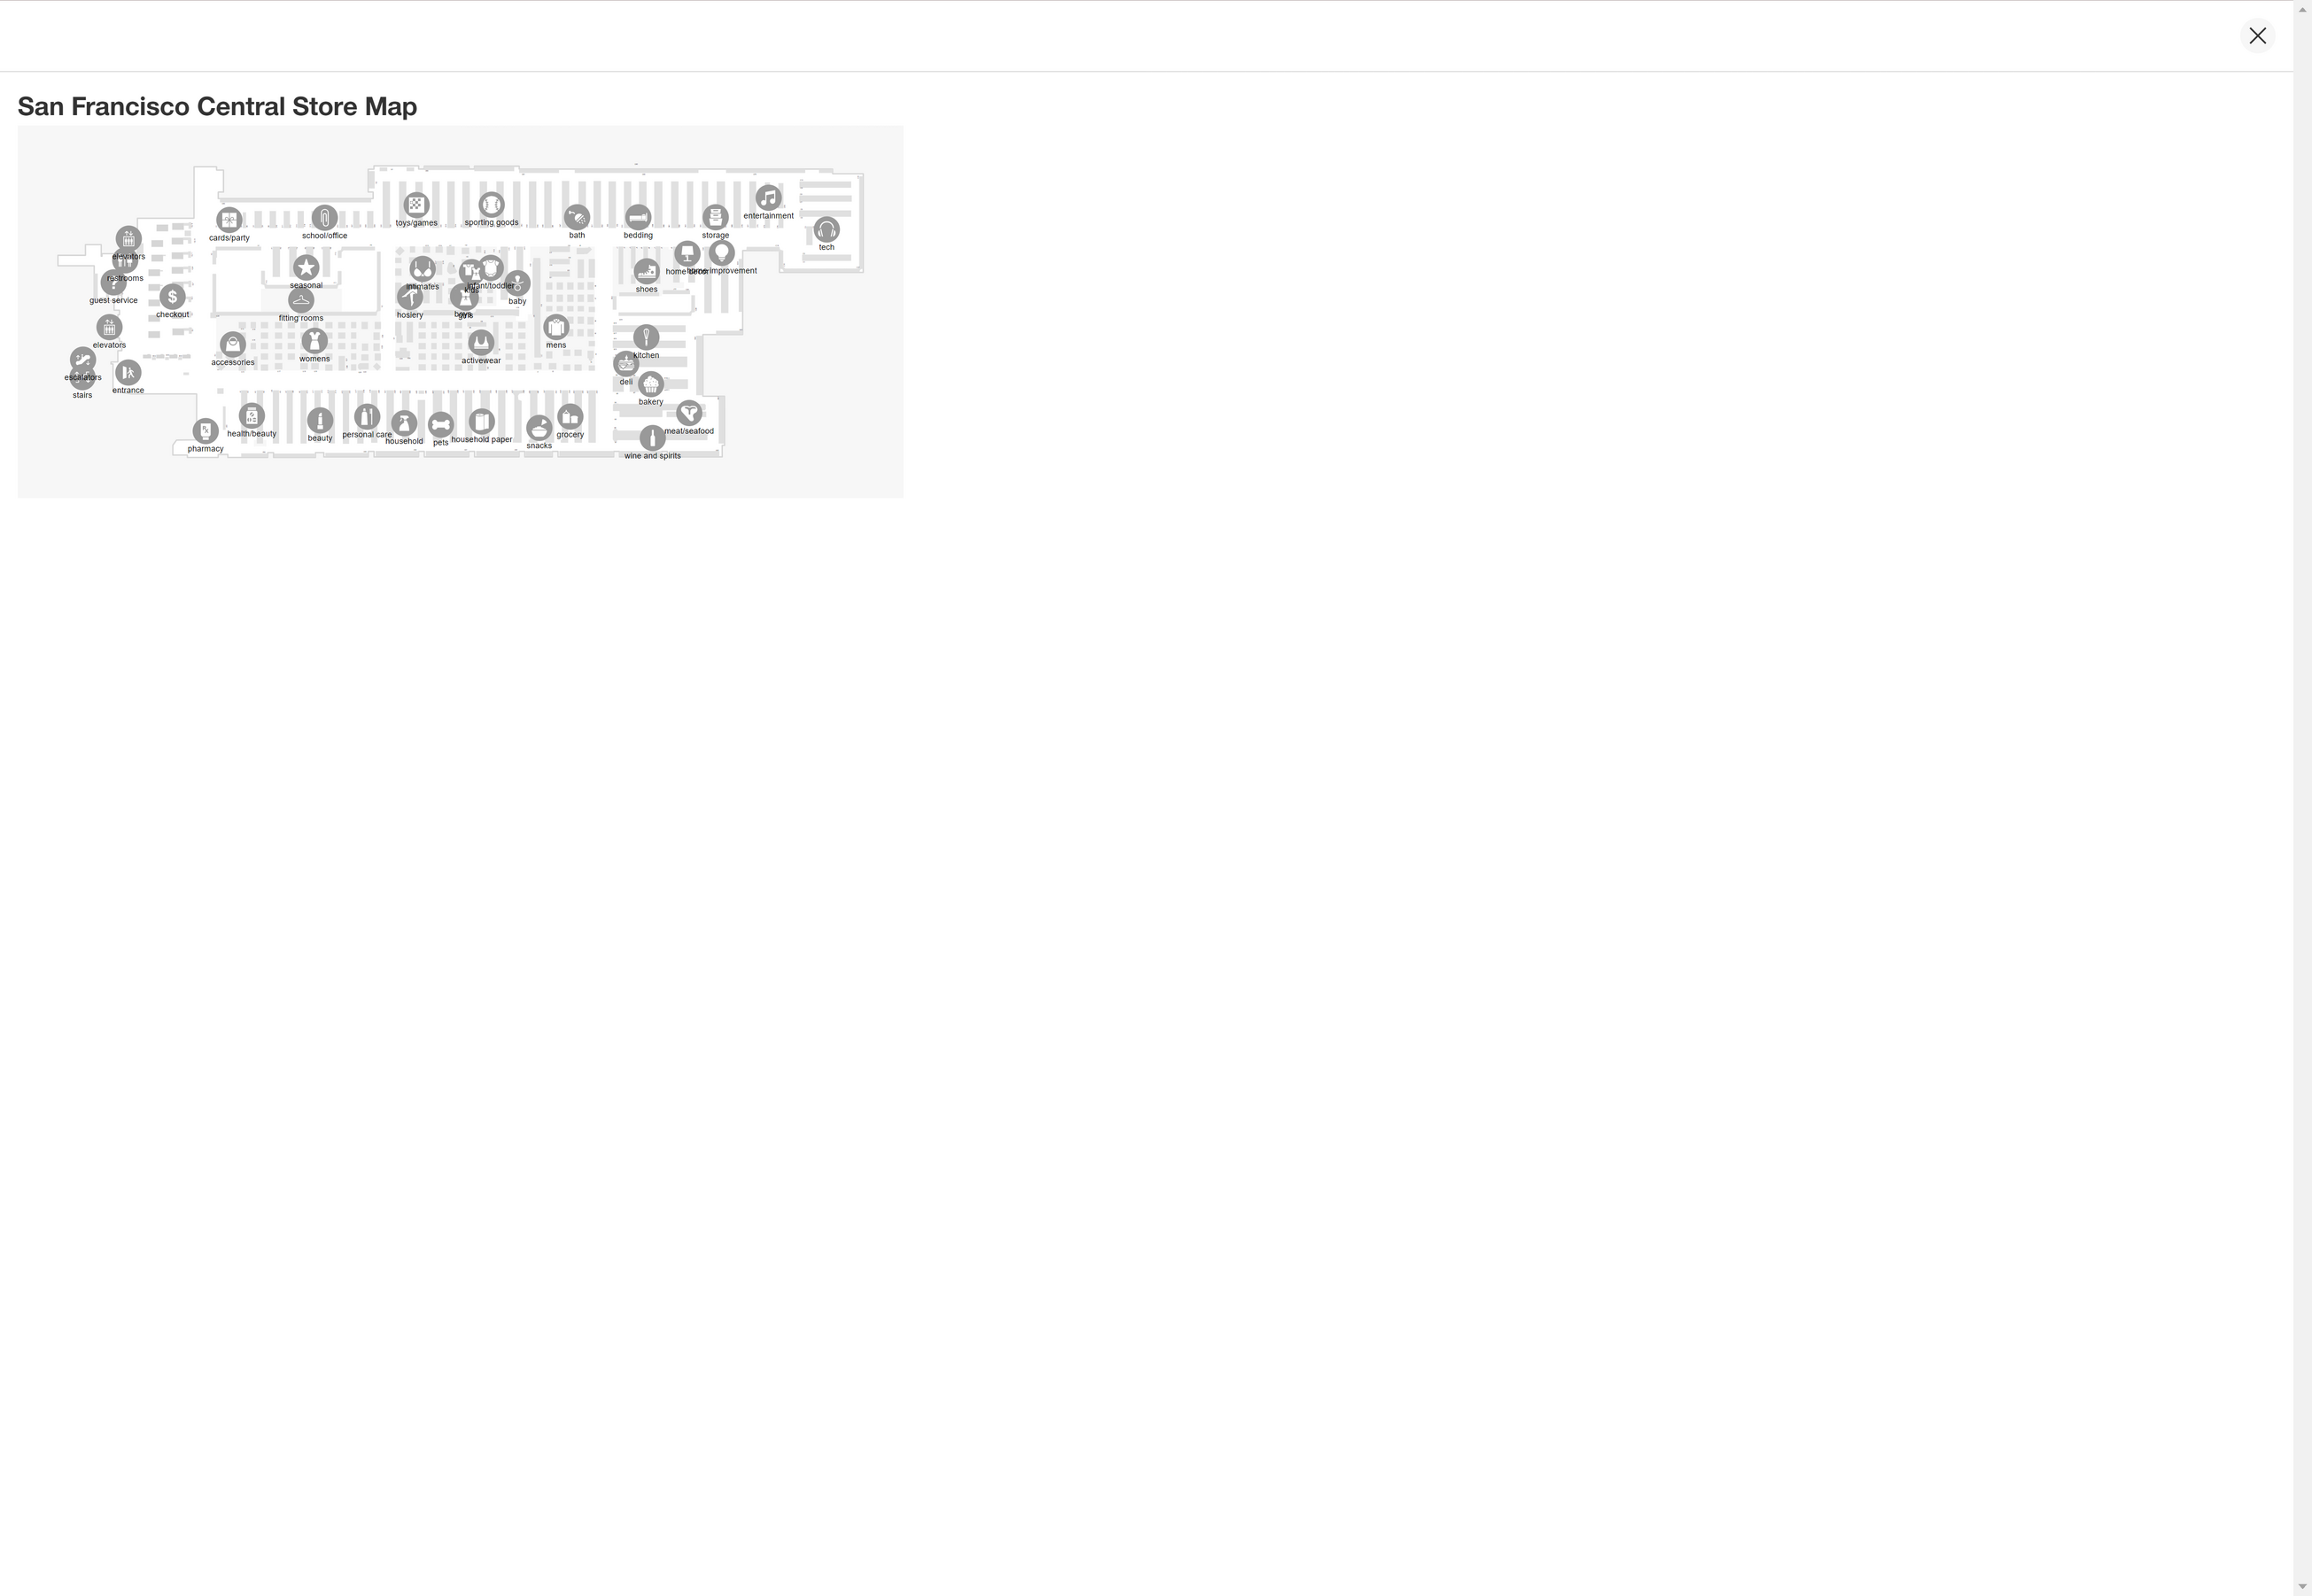 San Francisco Central Store Map
entertainment
toys/games
sporting goods
cards/party
school/office
bath
bedding
storage
tech
elevators
restrooms
home decor
home improvement
seasonal
intimates
infant/toddler
kids
shoes
guest service
baby
checkout
fitting rooms
hosiery
boys
girls
elevators
mens
kitchen
accessories
womens
activewear
escalators
deli
entrance
stairs
bakery
health/beauty
beauty
personal care
household
pets
household paper
snacks
grocery
meat/seafood
pharmacy
wine and spirits